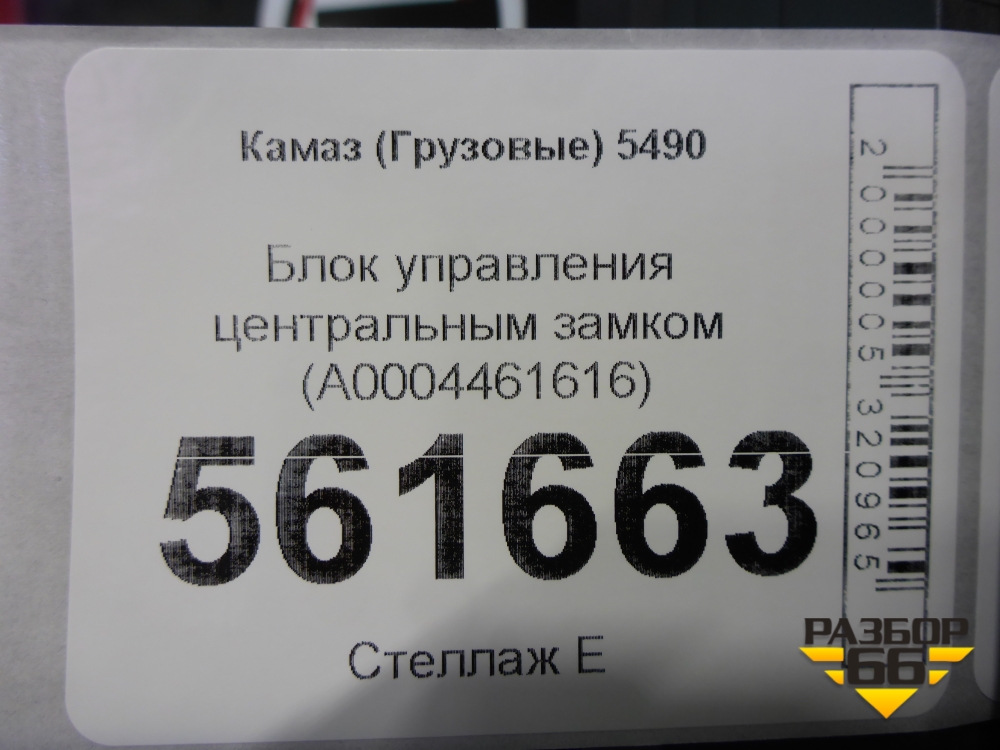 Камаз (Грузовые) 5490
Блок управления
центральным замком
(A0004461616)
561663
Стеллаж Е
2000005320965
РАЗБОР
66